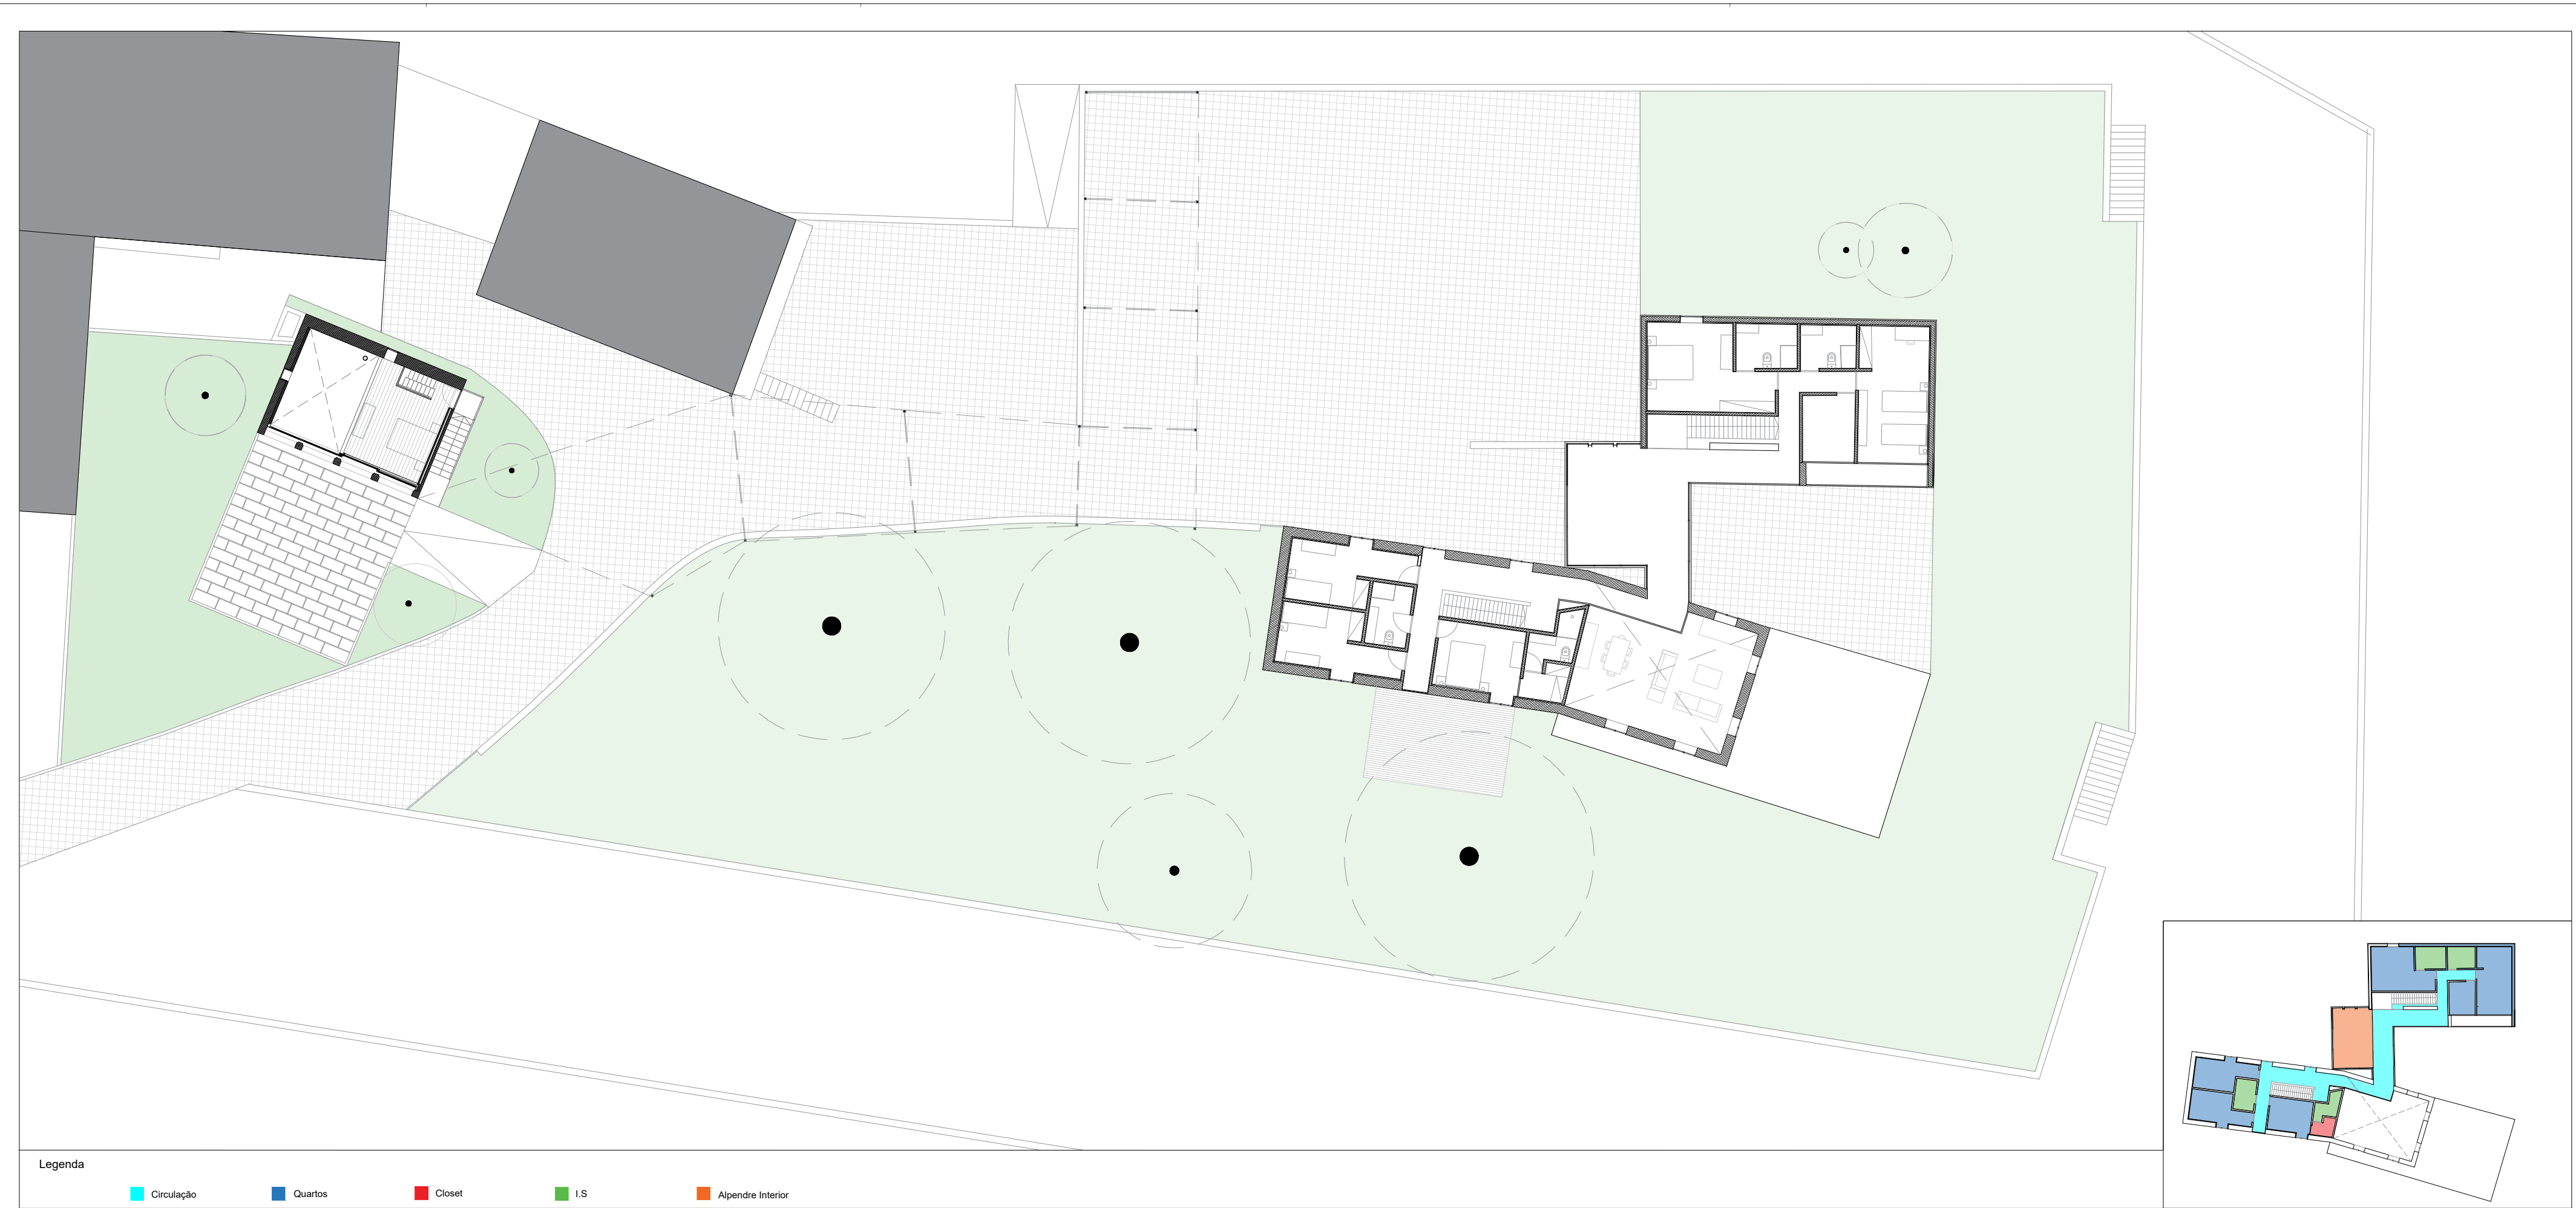 Legenda
Circulação
Quartos
Closet
I.S
Alpendre Interior